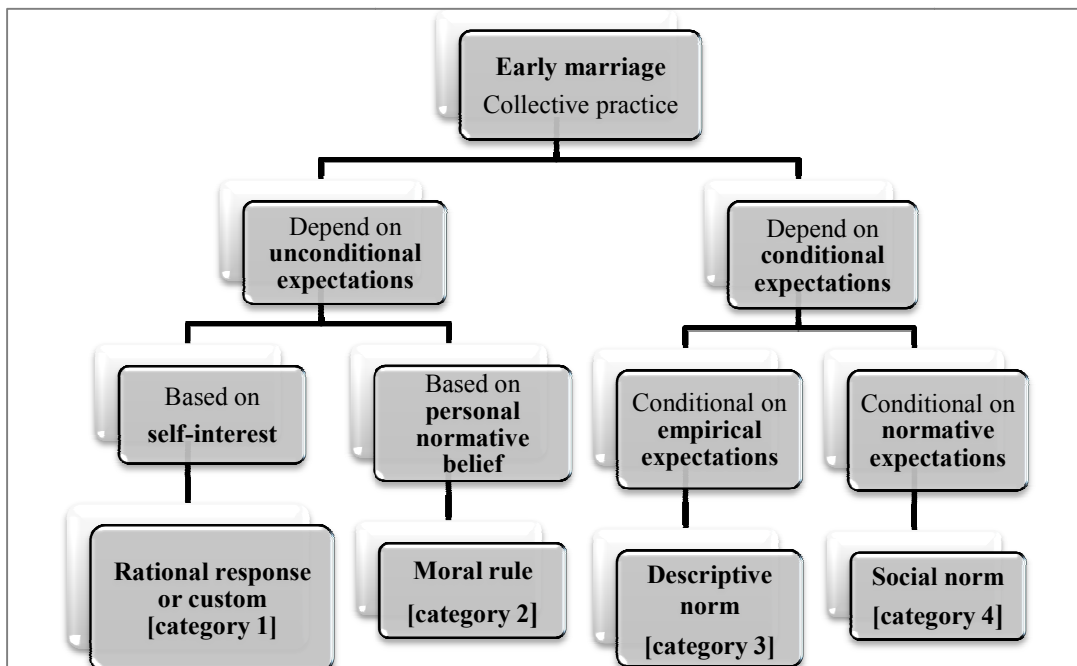 Early marriage
Collective practice
Depend on
unconditional
expectations
Depend on
conditional
expectations
Based on
self-interest
Based on
personal
normative
belief
Conditional on
empirical
expectations
Conditional on
normative
expectations
Rational response
or custom
[category 1]
Moral rule
[category 2]
Descriptive
norm
[category 3]
Social norm
[category 4]